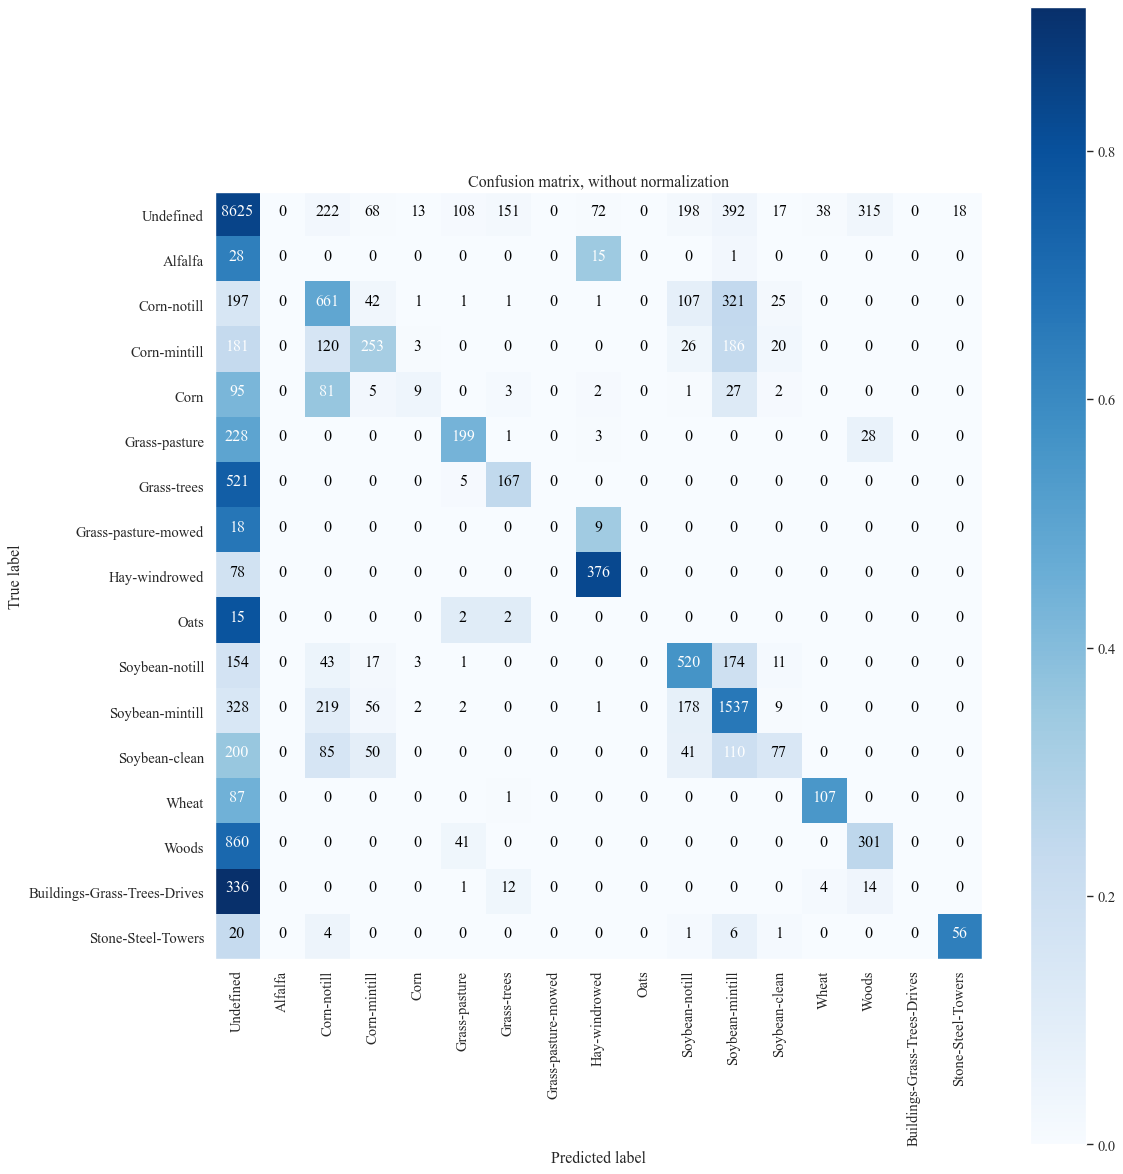 Confusion matrix, without normalization
Undefined 8625 0 222 68 13 108 151 0 72 0 198 392 17 38 315 0 18
Alfalfa 28 0 0 0 0 0 0 0 15 0 0 1 0 0 0 0 0
Corn-notill 197 0 661 42 1 1 1 0 1 0 107 321 25 0 0 0 0
Corn-mintill 181 0 120 253 3 0 0 0 0 0 26 186 20 0 0 0 0
Corn 95 0 81 5 9 0 3 0 2 0 1 27 2 0 0 0 0
Grass-pasture 228 0 0 0 0 199 1 0 3 0 0 0 0 0 28 0 0
Grass-trees 521 0 0 0 0 5 167 0 0 0 0 0 0 0 0 0 0
Grass-pasture-mowed 18 0 0 0 0 0 0 0 9 0 0 0 0 0 0 0 0
Hay-windrowed 78 0 0 0 0 0 0 0 376 0 0 0 0 0 0 0 0
Oats 15 0 0 0 0 2 2 0 0 0 0 0 0 0 0 0 0
Soybean-notill 154 0 43 17 3 1 0 0 0 0 520 174 11 0 0 0 0
Soybean-mintill 328 0 219 56 2 2 0 0 1 0 178 1537 9 0 0 0 0
Soybean-clean 200 0 85 50 0 0 0 0 0 0 41 110 77 0 0 0 0
Wheat 87 0 0 0 0 0 1 0 0 0 0 0 0 107 0 0 0
Woods 860 0 0 0 0 41 0 0 0 0 0 0 0 0 301 0 0
Buildings-Grass-Trees-Drives 336 0 0 0 0 1 12 0 0 0 0 0 0 4 14 0 0
Stone-Steel-Towers 20 0 4 0 0 0 0 0 0 0 1 6 1 0 0 0 56
True label
Undefined
Alfalfa
Corn-notill
Corn-mintill
Corn
Grass-pasture
Grass-trees
Grass-pasture-mowed
Hay-windrowed
Oats
Soybean-notill
Soybean-mintill
Soybean-clean
Wheat
Woods
Buildings-Grass-Trees-Drives
Stone-Steel-Towers
Predicted label
0.8
0.6
0.4
0.2
0.0